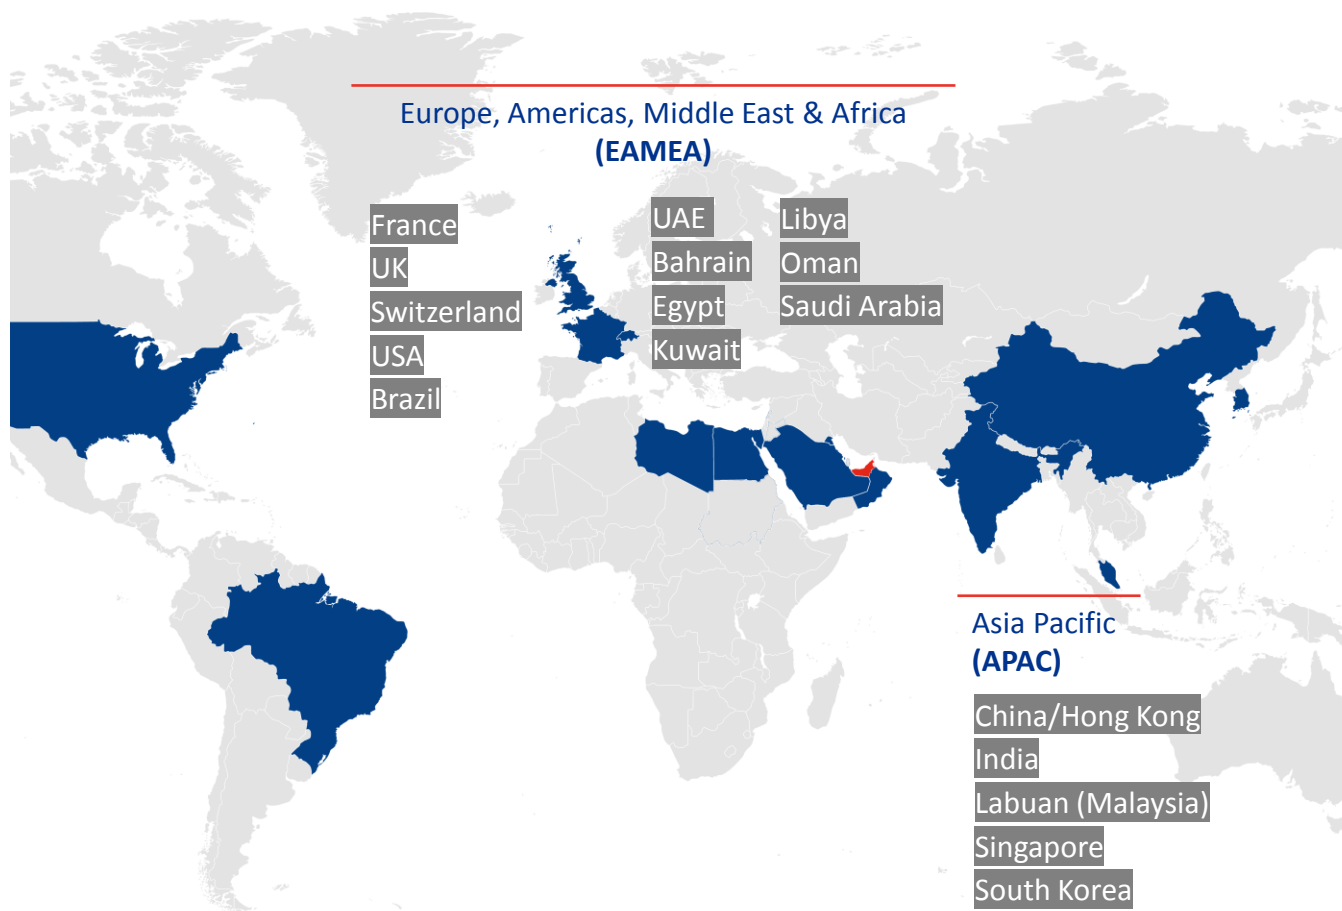 Europe, Americas, Middle East & Africa
(EAMEA)
France
UK
Switzerland
USA
Brazil
UAE
Bahrain
Egypt
Kuwait
Libya
Oman
Saudi Arabia
Asia Pacific
(APAC)
China/Hong Kong
India
Labuan (Malaysia)
Singapore
South Korea